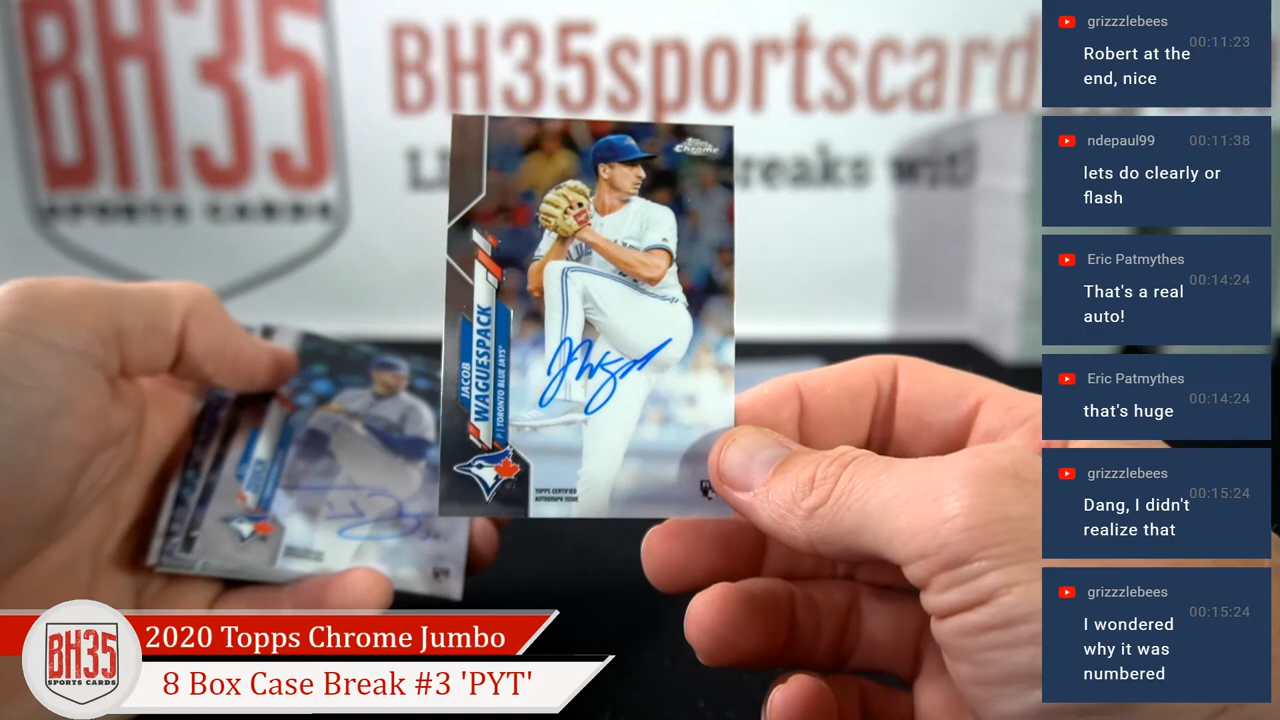 BH35
SPORTS CARDS
BH35sportscard
reaks wit
Topps
Chrome
JACOB
WAGUESPACK
P | TORONTO BLUE JAYS®
TOPPS CERTIFIED
AUTOGRAPH ISSUE
2020 Topps Chrome Jumbo
8 Box Case Break #3 'PYT'
BH35
SPORTS CARDS
grizzzlebees
00:11:23
Robert at the
end, nice
ndepaul99
00:11:38
lets do clearly or
flash
Eric Patmythes
00:14:24
That's a real
auto!
Eric Patmythes
00:14:24
that's huge
grizzzlebees
00:15:24
Dang, I didn't
realize that
grizzzlebees
00:15:24
I wondered
why it was
numbered